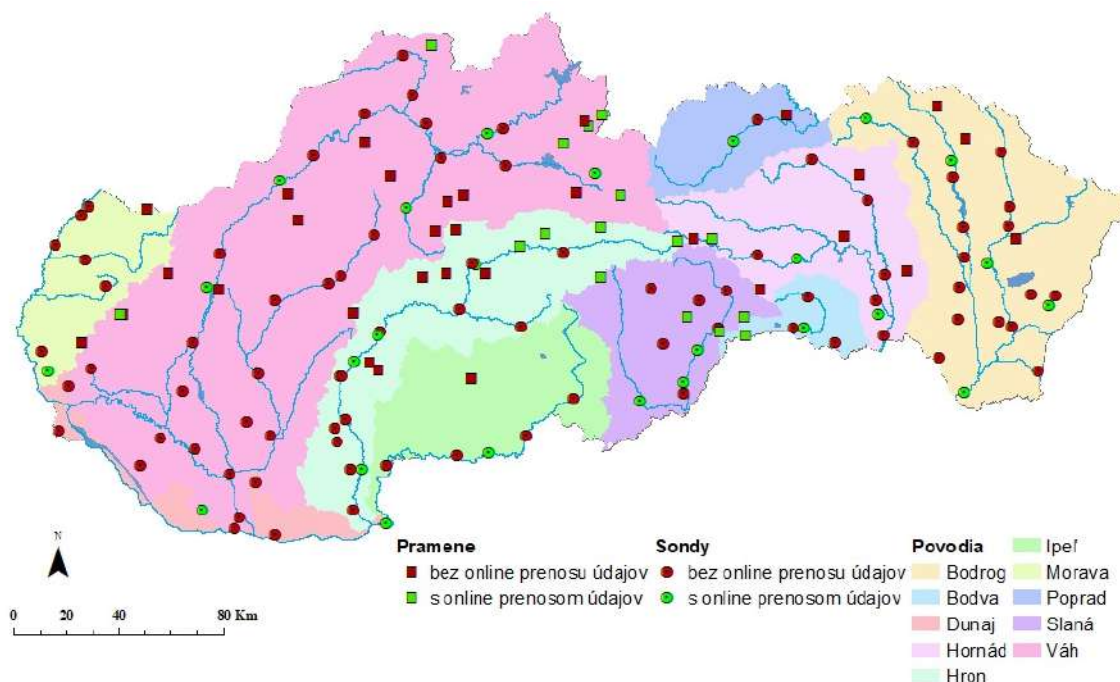 N
0 20 40 80 Km
Pramene
bez online prenosu údajov
s online prenosom údajov
Sondy
bez online prenosu údajov
s online prenosom údajov
Povodia
Bodrog
Bodva
Dunaj
Hornád
Hron
Ipeľ
Morava
Poprad
Slaná
Váh